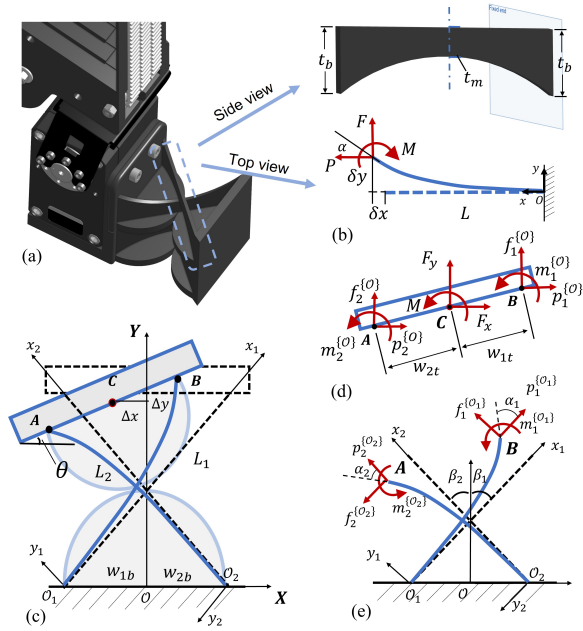 Side view
Top view
(a)
Fixed end
t_b
t_m
t_b
F
α
M
P
δy
δx
L
y
x
O
(b)
f_1^{O}
F_y
m_1^{O}
f_2^{O}
M
B
p_1^{O}
C
F_x
A
m_2^{O}
p_2^{O}
w_{2t}
w_{1t}
(d)
Y
x_2
x_1
C
B
Δy
Δx
A
θ
L_2
L_1
y_1
w_{1b}
w_{2b}
O_1
O
O_2
X
y_2
(c)
p_1^{O_1}
α_1
f_1^{O_1}
m_1^{O_1}
B
x_2
p_2^{O_2}
A
x_1
α_2
β_2
β_1
m_2^{O_2}
f_2^{O_2}
y_1
O_1
O
O_2
y_2
(e)